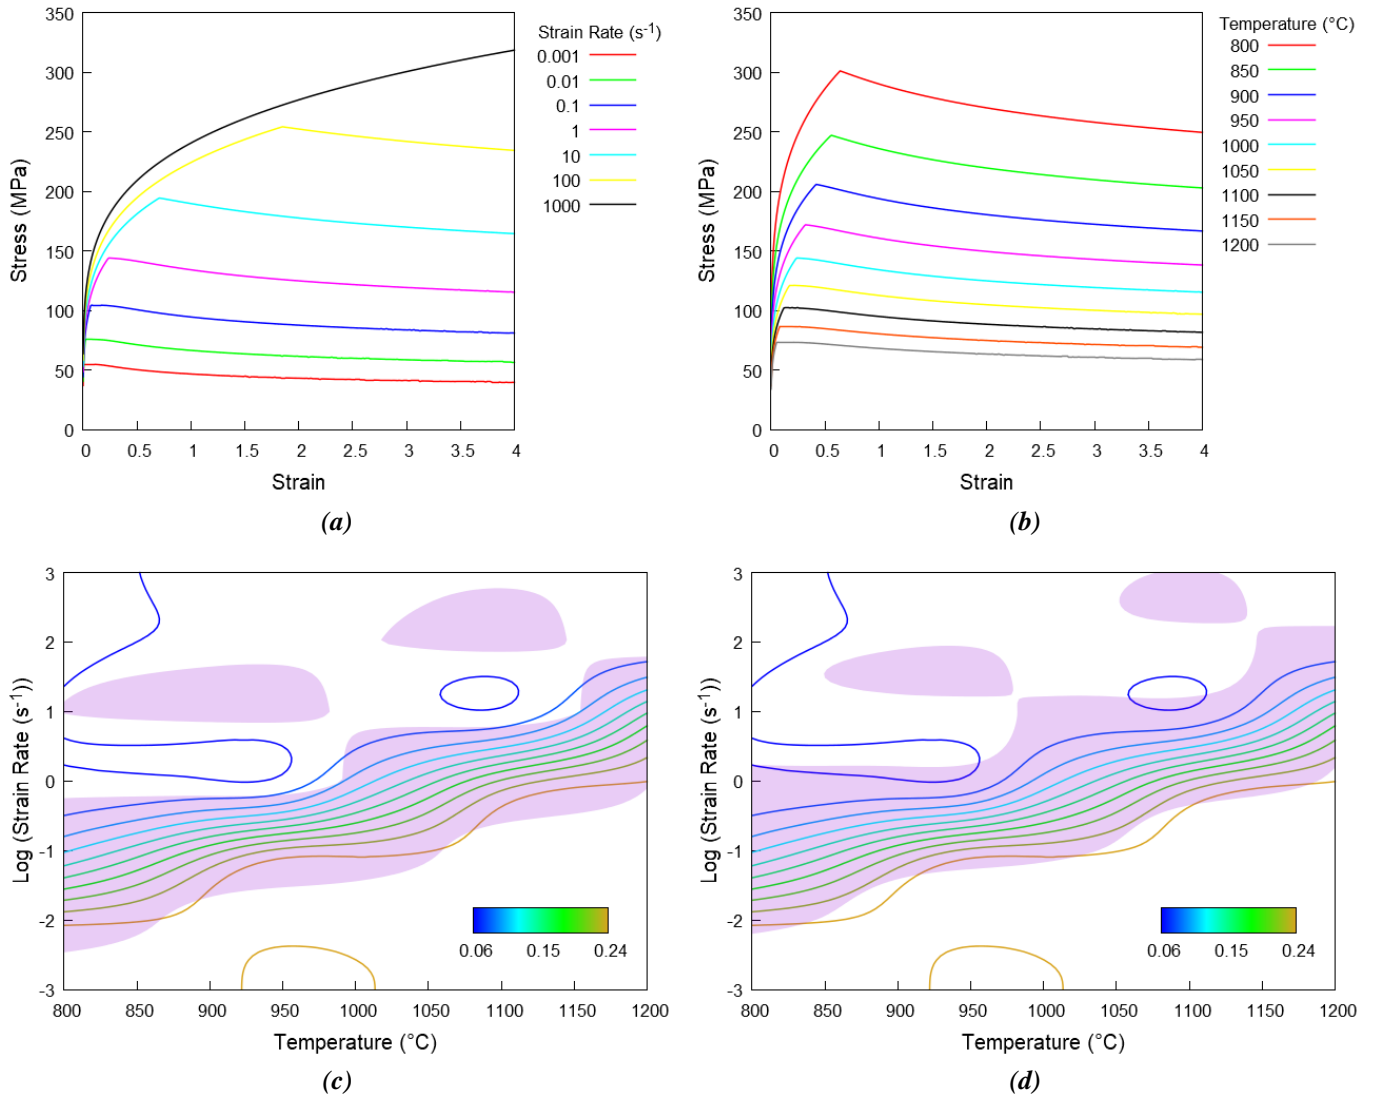 350
300
250
200
150
100
50
0
Stress (MPa)
0 0.5 1 1.5 2 2.5 3 3.5 4
Strain
Strain Rate (s-1)
0.001
0.01
0.1
1
10
100
1000
(a)
350
300
250
200
150
100
50
0
Stress (MPa)
0 0.5 1 1.5 2 2.5 3 3.5 4
Strain
Temperature (°C)
800
850
900
950
1000
1050
1100
1150
1200
(b)
3
2
1
0
-1
-2
-3
Log (Strain Rate (s-1))
0.06 0.15 0.24
800 850 900 950 1000 1050 1100 1150 1200
Temperature (°C)
(c)
3
2
1
0
-1
-2
-3
Log (Strain Rate (s-1))
0.06 0.15 0.24
800 850 900 950 1000 1050 1100 1150 1200
Temperature (°C)
(d)